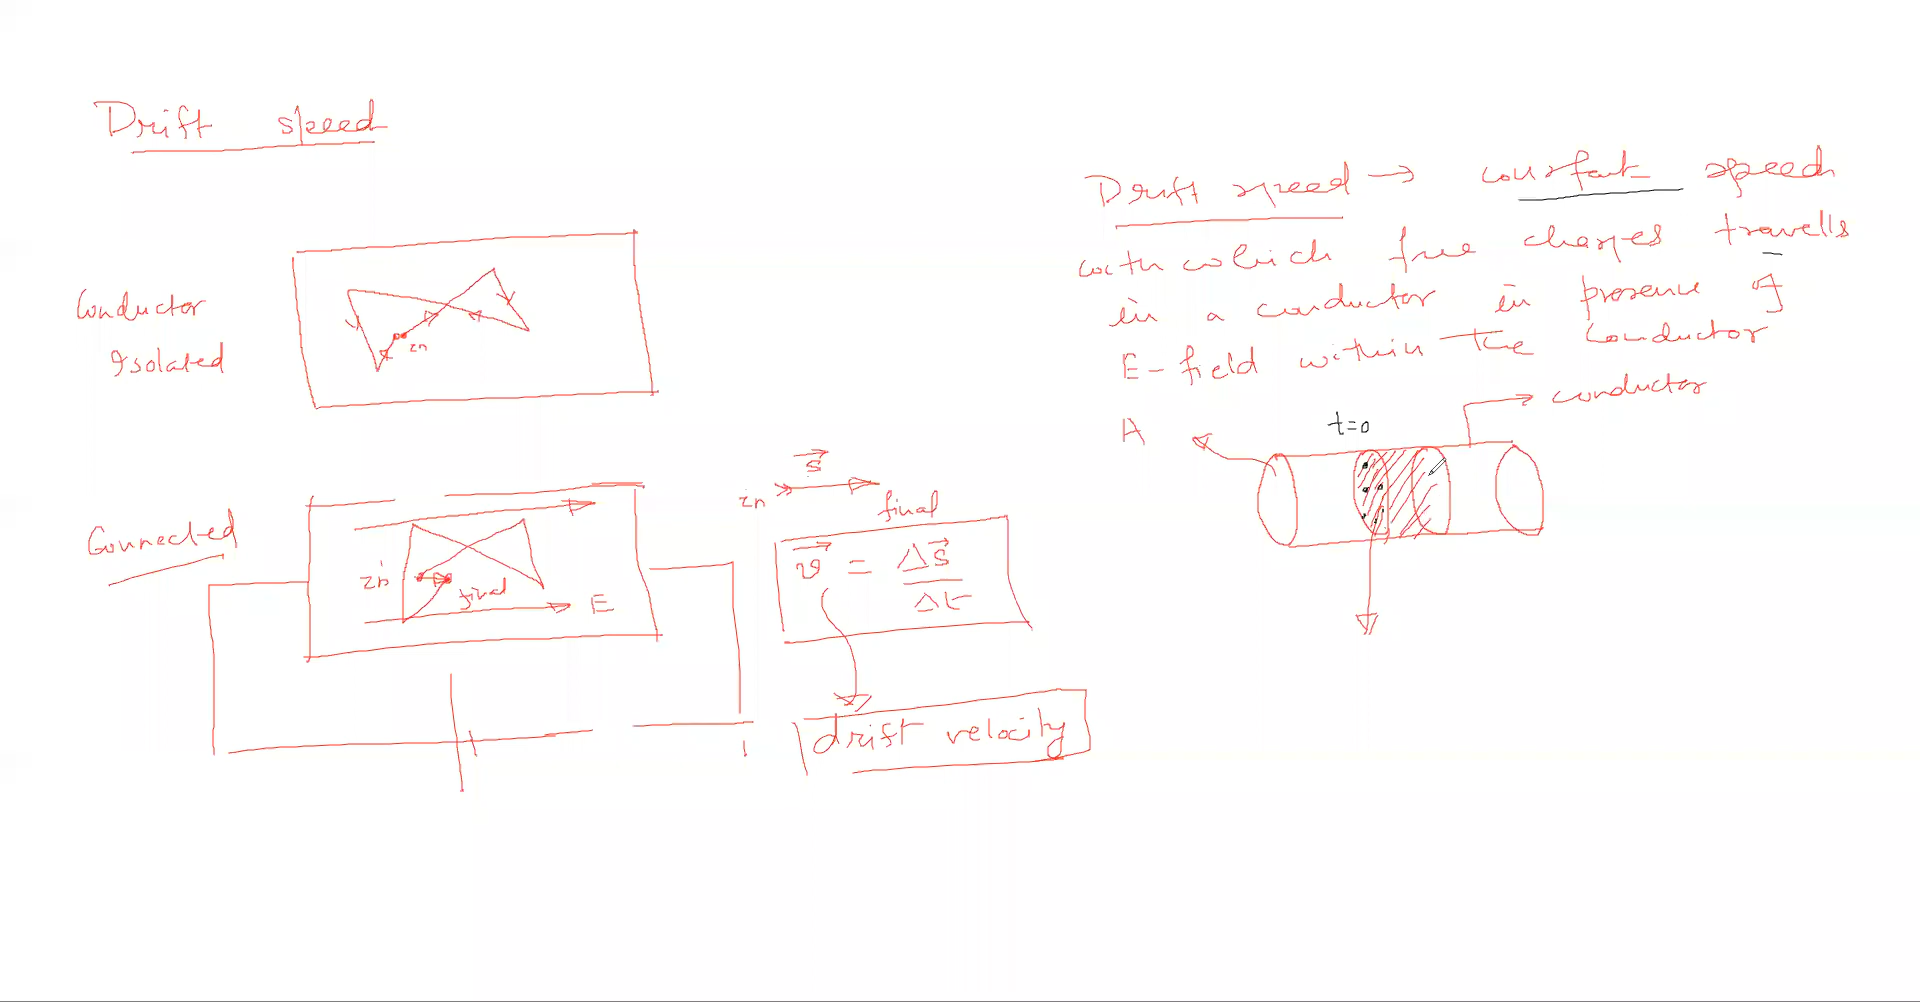 Drift speed
Conductor
Isolated
in
Connected
in
final
E
S
in
final
v = Δs / Δt
drift velocity
Drift speed → constant speed
with which free charges travells
in a conductor in presence of
E-field within the conductor
conductor
A
t=0